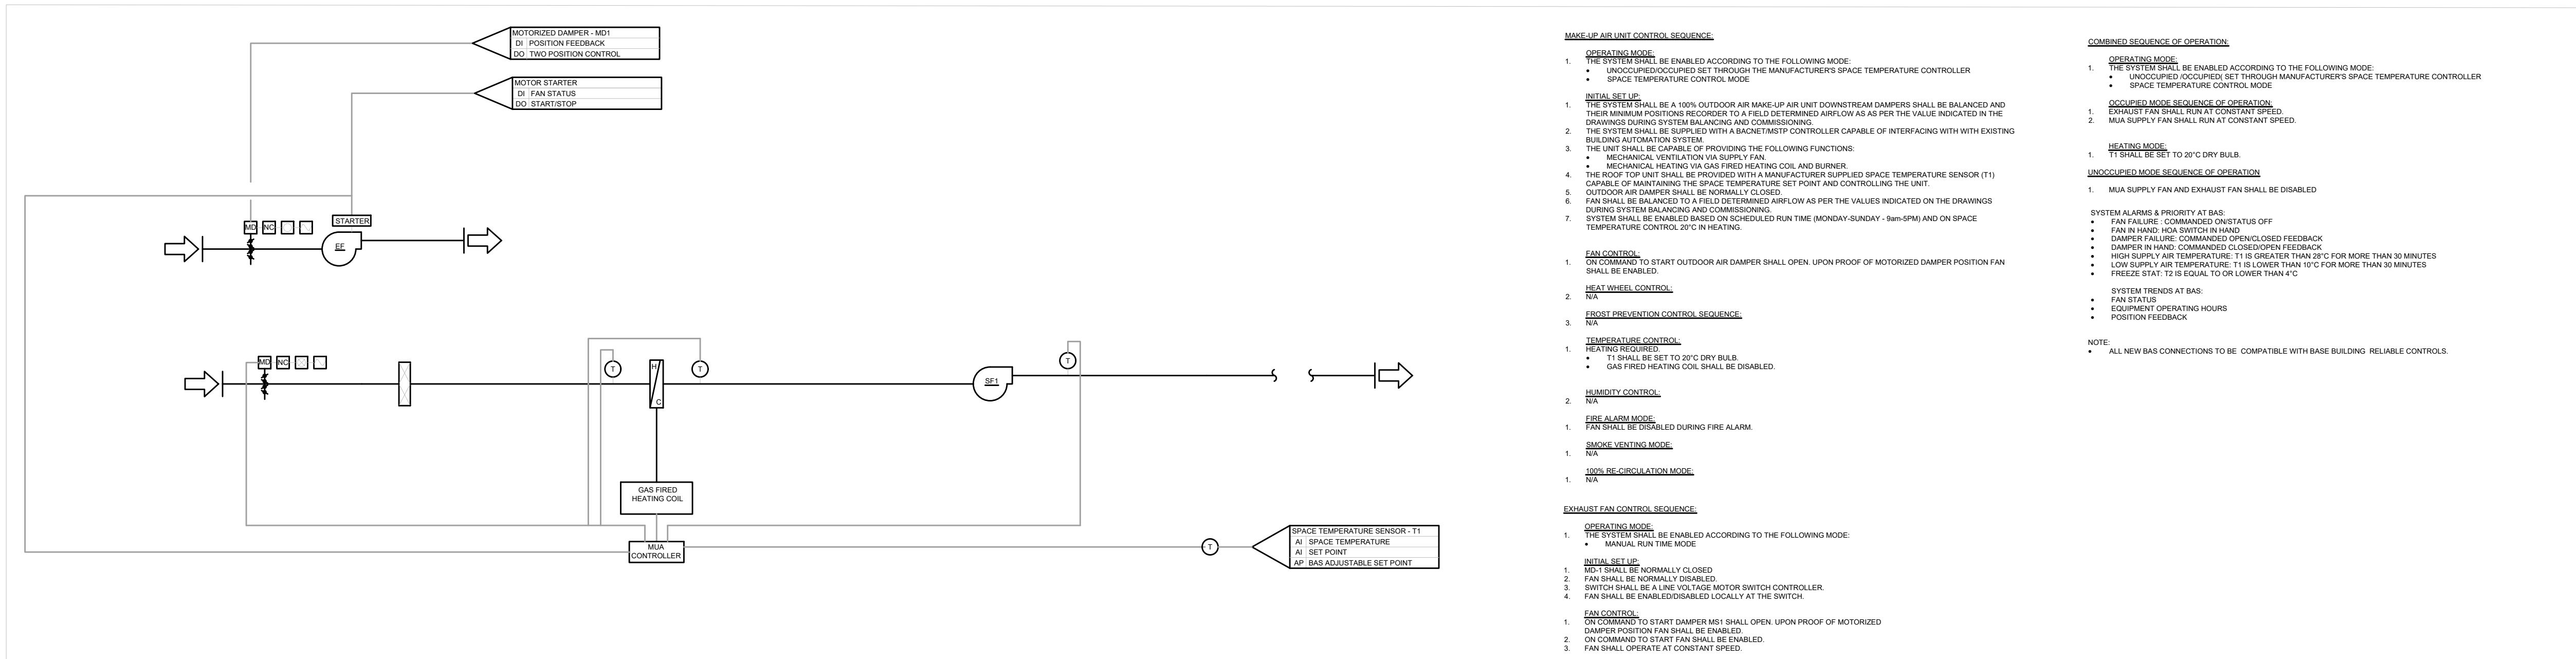 MOTORIZED DAMPER - MD1
DI POSITION FEEDBACK
DO TWO POSITION CONTROL
MOTOR STARTER
DI FAN STATUS
DO START/STOP
MD NC
STARTER
EF
MD NC
T
T
T
H
C
SF1
GAS FIRED
HEATING COIL
MUA
CONTROLLER
T
SPACE TEMPERATURE SENSOR - T1
AI SPACE TEMPERATURE
AI SET POINT
AP BAS ADJUSTABLE SET POINT
MAKE-UP AIR UNIT CONTROL SEQUENCE:
OPERATING MODE:
1. THE SYSTEM SHALL BE ENABLED ACCORDING TO THE FOLLOWING MODE:
• UNOCCUPIED/OCCUPIED SET THROUGH THE MANUFACTURER'S SPACE TEMPERATURE CONTROLLER
• SPACE TEMPERATURE CONTROL MODE
INITIAL SET UP:
1. THE SYSTEM SHALL BE A 100% OUTDOOR AIR MAKE-UP AIR UNIT DOWNSTREAM DAMPERS SHALL BE BALANCED AND
THEIR MINIMUM POSITIONS RECORDER TO A FIELD DETERMINED AIRFLOW AS AS PER THE VALUE INDICATED IN THE
DRAWINGS DURING SYSTEM BALANCING AND COMMISSIONING.
2. THE SYSTEM SHALL BE SUPPLIED WITH A BACNET/MSTP CONTROLLER CAPABLE OF INTERFACING WITH WITH EXISTING
BUILDING AUTOMATION SYSTEM.
3. THE UNIT SHALL BE CAPABLE OF PROVIDING THE FOLLOWING FUNCTIONS:
• MECHANICAL VENTILATION VIA SUPPLY FAN.
• MECHANICAL HEATING VIA GAS FIRED HEATING COIL AND BURNER.
4. THE ROOF TOP UNIT SHALL BE PROVIDED WITH A MANUFACTURER SUPPLIED SPACE TEMPERATURE SENSOR (T1)
CAPABLE OF MAINTAINING THE SPACE TEMPERATURE SET POINT AND CONTROLLING THE UNIT.
5. OUTDOOR AIR DAMPER SHALL BE NORMALLY CLOSED.
6. FAN SHALL BE BALANCED TO A FIELD DETERMINED AIRFLOW AS PER THE VALUES INDICATED ON THE DRAWINGS
DURING SYSTEM BALANCING AND COMMISSIONING.
7. SYSTEM SHALL BE ENABLED BASED ON SCHEDULED RUN TIME (MONDAY-SUNDAY - 9am-5PM) AND ON SPACE
TEMPERATURE CONTROL 20°C IN HEATING.
FAN CONTROL:
1. ON COMMAND TO START OUTDOOR AIR DAMPER SHALL OPEN. UPON PROOF OF MOTORIZED DAMPER POSITION FAN
SHALL BE ENABLED.
HEAT WHEEL CONTROL:
2. N/A
FROST PREVENTION CONTROL SEQUENCE:
3. N/A
TEMPERATURE CONTROL:
1. HEATING REQUIRED.
• T1 SHALL BE SET TO 20°C DRY BULB.
• GAS FIRED HEATING COIL SHALL BE DISABLED.
HUMIDITY CONTROL:
2. N/A
FIRE ALARM MODE:
1. FAN SHALL BE DISABLED DURING FIRE ALARM.
SMOKE VENTING MODE:
1. N/A
100% RE-CIRCULATION MODE:
1. N/A
EXHAUST FAN CONTROL SEQUENCE:
OPERATING MODE:
1. THE SYSTEM SHALL BE ENABLED ACCORDING TO THE FOLLOWING MODE:
• MANUAL RUN TIME MODE
INITIAL SET UP:
1. MD-1 SHALL BE NORMALLY CLOSED
2. FAN SHALL BE NORMALLY DISABLED.
3. SWITCH SHALL BE A LINE VOLTAGE MOTOR SWITCH CONTROLLER.
4. FAN SHALL BE ENABLED/DISABLED LOCALLY AT THE SWITCH.
FAN CONTROL:
1. ON COMMAND TO START DAMPER MS1 SHALL OPEN. UPON PROOF OF MOTORIZED
DAMPER POSITION FAN SHALL BE ENABLED.
2. ON COMMAND TO START FAN SHALL BE ENABLED.
3. FAN SHALL OPERATE AT CONSTANT SPEED.
COMBINED SEQUENCE OF OPERATION:
OPERATING MODE:
1. THE SYSTEM SHALL BE ENABLED ACCORDING TO THE FOLLOWING MODE:
• UNOCCUPIED /OCCUPIED( SET THROUGH MANUFACTURER'S SPACE TEMPERATURE CONTROLLER
• SPACE TEMPERATURE CONTROL MODE
OCCUPIED MODE SEQUENCE OF OPERATION:
1. EXHAUST FAN SHALL RUN AT CONSTANT SPEED.
2. MUA SUPPLY FAN SHALL RUN AT CONSTANT SPEED.
HEATING MODE:
1. T1 SHALL BE SET TO 20°C DRY BULB.
UNOCCUPIED MODE SEQUENCE OF OPERATION
1. MUA SUPPLY FAN AND EXHAUST FAN SHALL BE DISABLED
SYSTEM ALARMS & PRIORITY AT BAS:
• FAN FAILURE : COMMANDED ON/STATUS OFF
• FAN IN HAND: HOA SWITCH IN HAND
• DAMPER FAILURE: COMMANDED OPEN/CLOSED FEEDBACK
• DAMPER IN HAND: COMMANDED CLOSED/OPEN FEEDBACK
• HIGH SUPPLY AIR TEMPERATURE: T1 IS GREATER THAN 28°C FOR MORE THAN 30 MINUTES
• LOW SUPPLY AIR TEMPERATURE: T1 IS LOWER THAN 10°C FOR MORE THAN 30 MINUTES
• FREEZE STAT: T2 IS EQUAL TO OR LOWER THAN 4°C
SYSTEM TRENDS AT BAS:
• FAN STATUS
• EQUIPMENT OPERATING HOURS
• POSITION FEEDBACK
NOTE:
• ALL NEW BAS CONNECTIONS TO BE COMPATIBLE WITH BASE BUILDING RELIABLE CONTROLS.